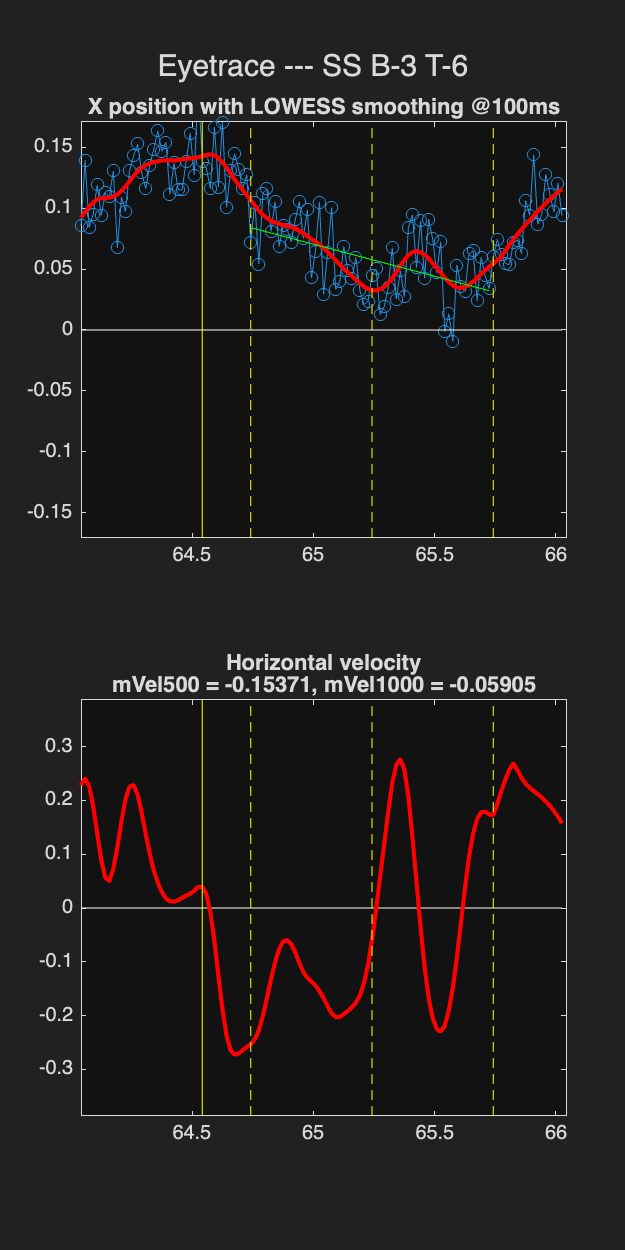 Eyetrace --- SS B-3 T-6
X position with LOWESS smoothing @100ms
0.15
0.1
0.05
0
-0.05
-0.1
-0.15
64.5 65 65.5 66
Horizontal velocity
mVel500 = -0.15371, mVel1000 = -0.05905
0.3
0.2
0.1
0
-0.1
-0.2
-0.3
64.5 65 65.5 66